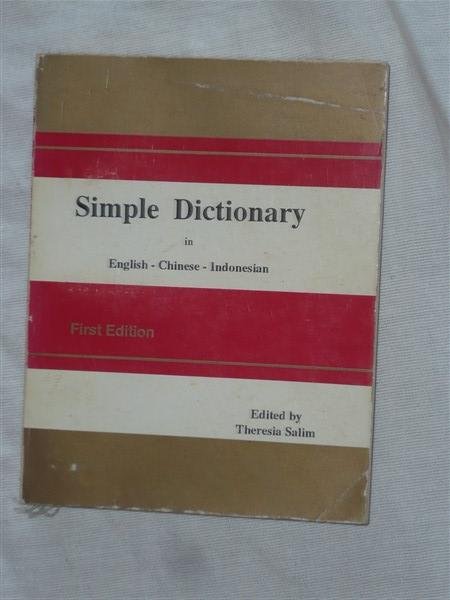 Simple Dictionary
in
English - Chinese - Indonesian
First Edition
Edited by
Theresia Salim